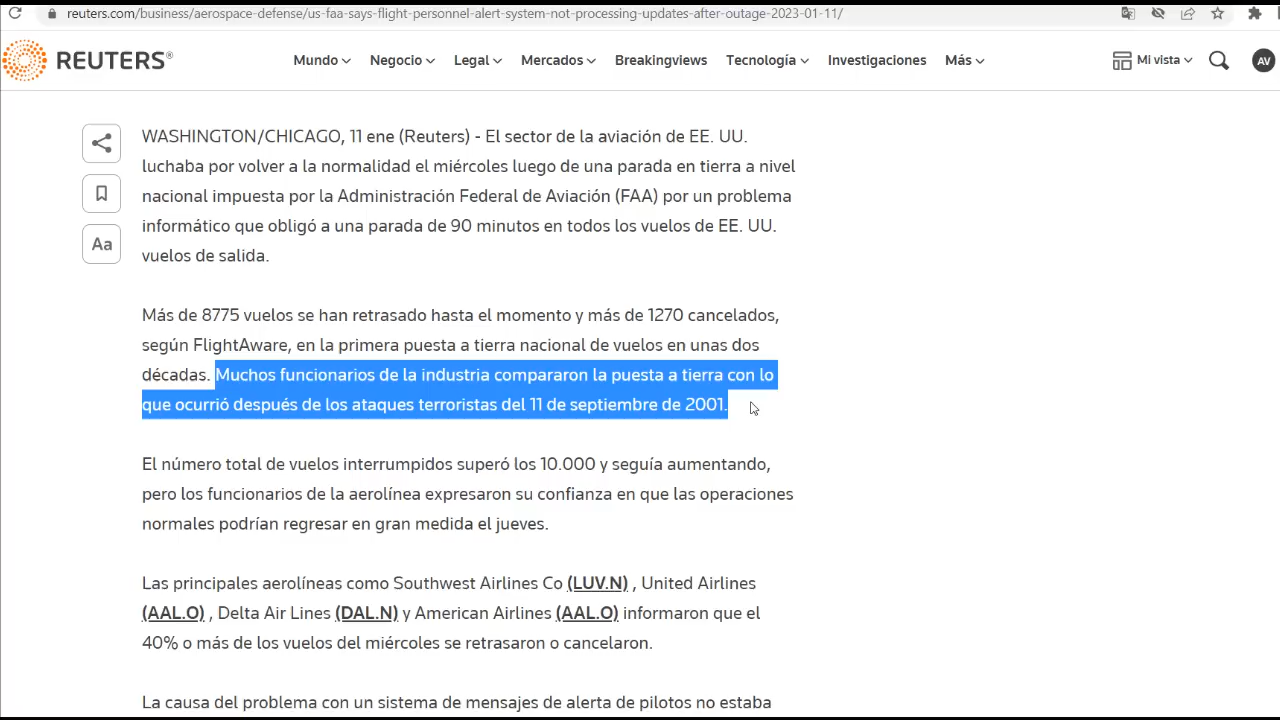 reuters.com/business/aerospace-defense/us-faa-says-flight-personnel-alert-system-not-processing-updates-after-outage-2023-01-11/
REUTERS®
Mundo Negocio Legal Mercados Breakingviews Tecnología Investigaciones Más Mi vista AV
WASHINGTON/CHICAGO, 11 ene (Reuters) - El sector de la aviación de EE. UU.
luchaba por volver a la normalidad el miércoles luego de una parada en tierra a nivel
nacional impuesta por la Administración Federal de Aviación (FAA) por un problema
informático que obligó a una parada de 90 minutos en todos los vuelos de EE. UU.
vuelos de salida.
Aa
Más de 8775 vuelos se han retrasado hasta el momento y más de 1270 cancelados,
según FlightAware, en la primera puesta a tierra nacional de vuelos en unas dos
décadas. Muchos funcionarios de la industria compararon la puesta a tierra con lo
que ocurrió después de los ataques terroristas del 11 de septiembre de 2001.
El número total de vuelos interrumpidos superó los 10.000 y seguía aumentando,
pero los funcionarios de la aerolínea expresaron su confianza en que las operaciones
normales podrían regresar en gran medida el jueves.
Las principales aerolíneas como Southwest Airlines Co (LUV.N) , United Airlines
(AAL.O) , Delta Air Lines (DAL.N) y American Airlines (AAL.O) informaron que el
40% o más de los vuelos del miércoles se retrasaron o cancelaron.
La causa del problema con un sistema de mensajes de alerta de pilotos no estaba